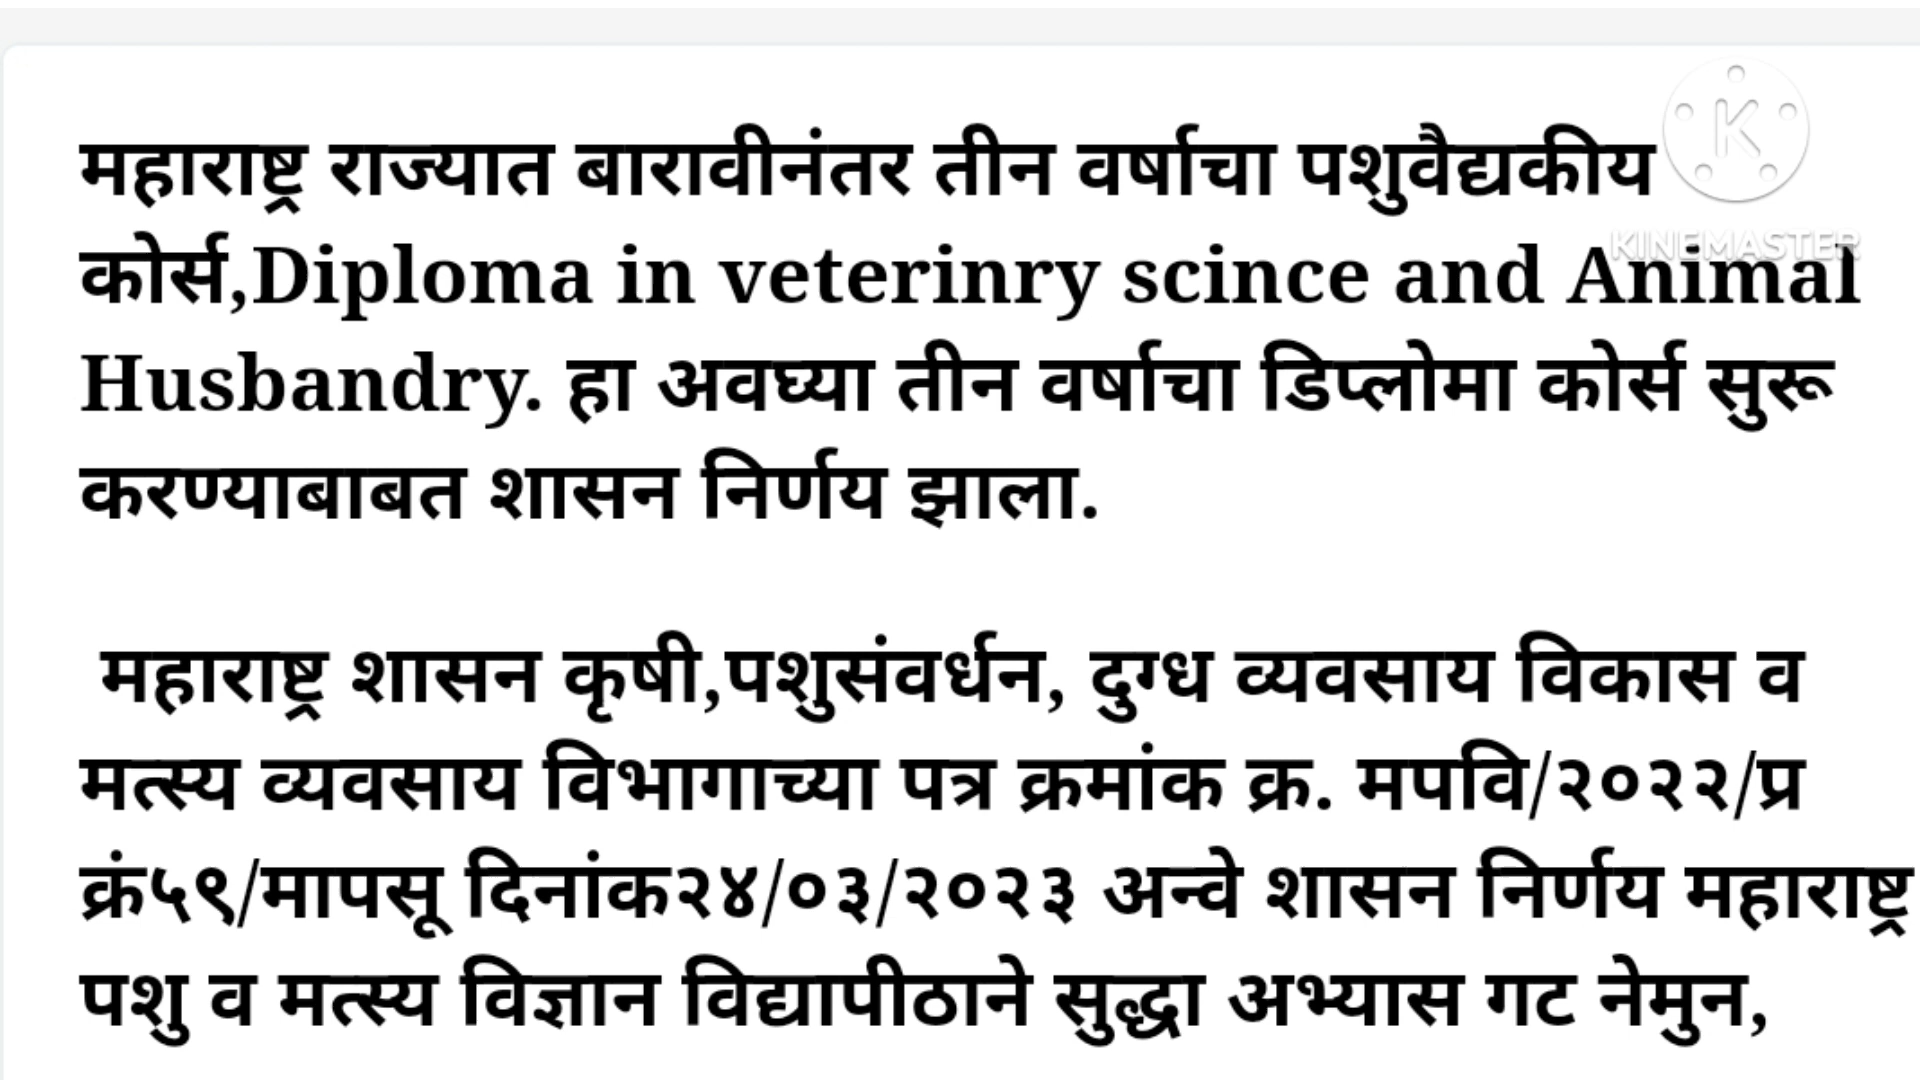 महाराष्ट्र राज्यात बारावीनंतर तीन वर्षाचा पशुवैद्यकीय
कोर्स,Diploma in veterinry scince and Animal
Husbandry. हा अवघ्या तीन वर्षाचा डिप्लोमा कोर्स सुरू
करण्याबाबत शासन निर्णय झाला.
महाराष्ट्र शासन कृषी,पशुसंवर्धन, दुग्ध व्यवसाय विकास व
मत्स्य व्यवसाय विभागाच्या पत्र क्रमांक क्र. मपवि/२०२२/प्र
क्रं५९/मापसू दिनांक२४/०३/२०२३ अन्वे शासन निर्णय महाराष्ट्र
पशु व मत्स्य विज्ञान विद्यापीठाने सुद्धा अभ्यास गट नेमुन,
K
KINEMASTER